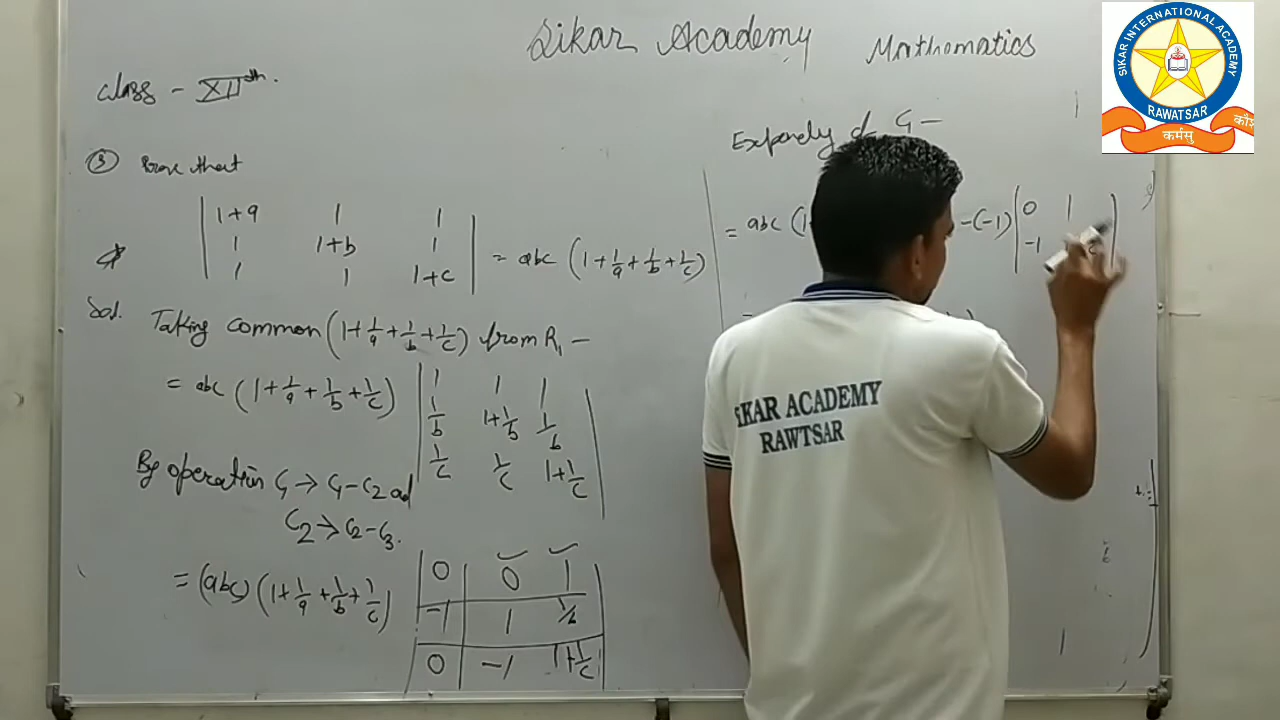 Sikar Academy Mathematics
SIKAR INTERNATIONAL ACADEMY
RAWATSAR
कर्मसु
कौश
Class - XIIth.
③ Prove that
| 1+a 1 1 |
| 1 1+b 1 | = abc (1+1/a+1/b+1/c)
| 1 1 1+c |
Sol. Taking common (1+1/a+1/b+1/c) from R1 –
= abc (1+1/a+1/b+1/c) | 1 1 1 |
| 1/b 1+1/b 1/b |
| 1/c 1/c 1+1/c |
By operation C1 → C1-C2 ad
C2 → C2-C3.
= (abc) (1+1/a+1/b+1/c) | 0 0 1 |
| -1 1 1/b |
| 0 -1 1+1/c |
C1 –
= abc (1
-(-1) | 0 1 |
| -1
SIKAR ACADEMY
RAWTSAR